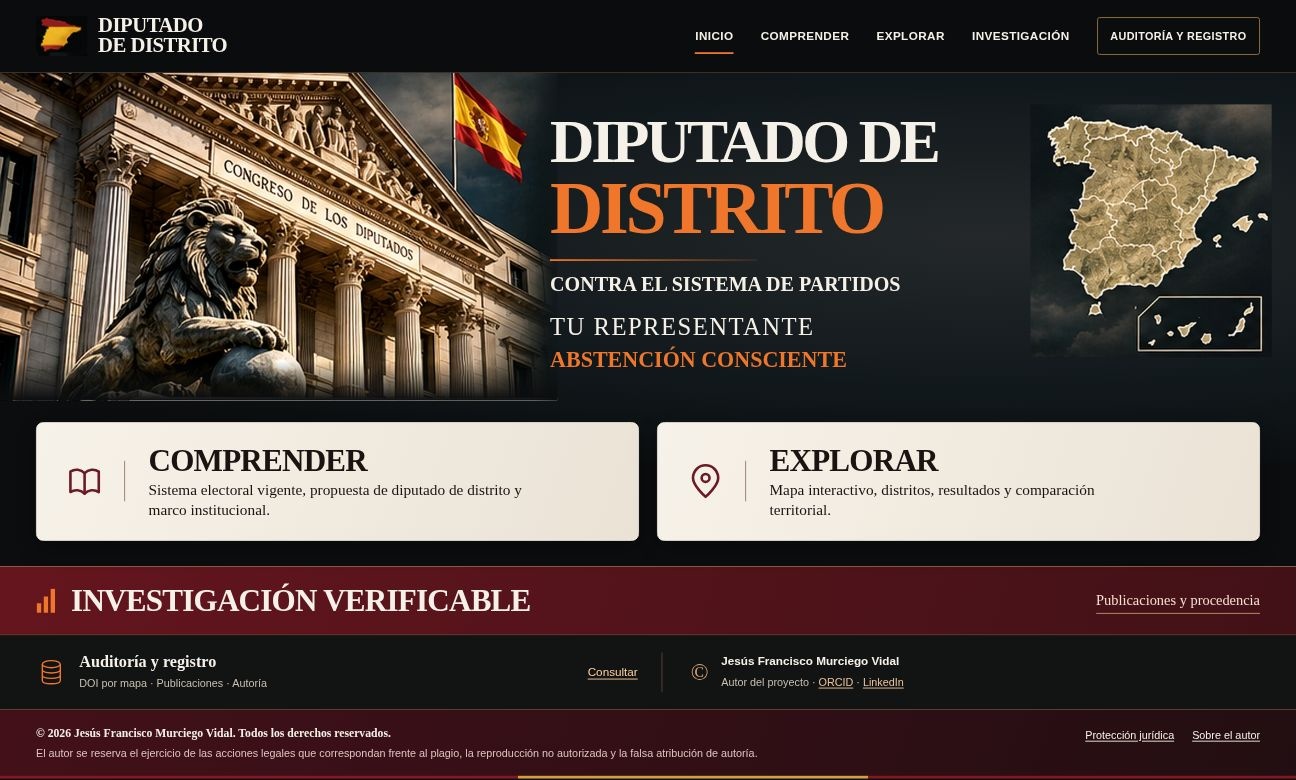 DIPUTADO
DE DISTRITO
INICIO
COMPRENDER
EXPLORAR
INVESTIGACIÓN
AUDITORÍA Y REGISTRO
CONGRESO DE LOS DIPUTADOS
DIPUTADO DE
DISTRITO
CONTRA EL SISTEMA DE PARTIDOS
TU REPRESENTANTE
ABSTENCIÓN CONSCIENTE
COMPRENDER
Sistema electoral vigente, propuesta de diputado de distrito y
marco institucional.
EXPLORAR
Mapa interactivo, distritos, resultados y comparación
territorial.
INVESTIGACIÓN VERIFICABLE
Publicaciones y procedencia
Auditoría y registro
DOI por mapa · Publicaciones · Autoría
Consultar
©
Jesús Francisco Murciego Vidal
Autor del proyecto · ORCID · LinkedIn
© 2026 Jesús Francisco Murciego Vidal. Todos los derechos reservados.
El autor se reserva el ejercicio de las acciones legales que correspondan frente al plagio, la reproducción no autorizada y la falsa atribución de autoría.
Protección jurídica
Sobre el autor